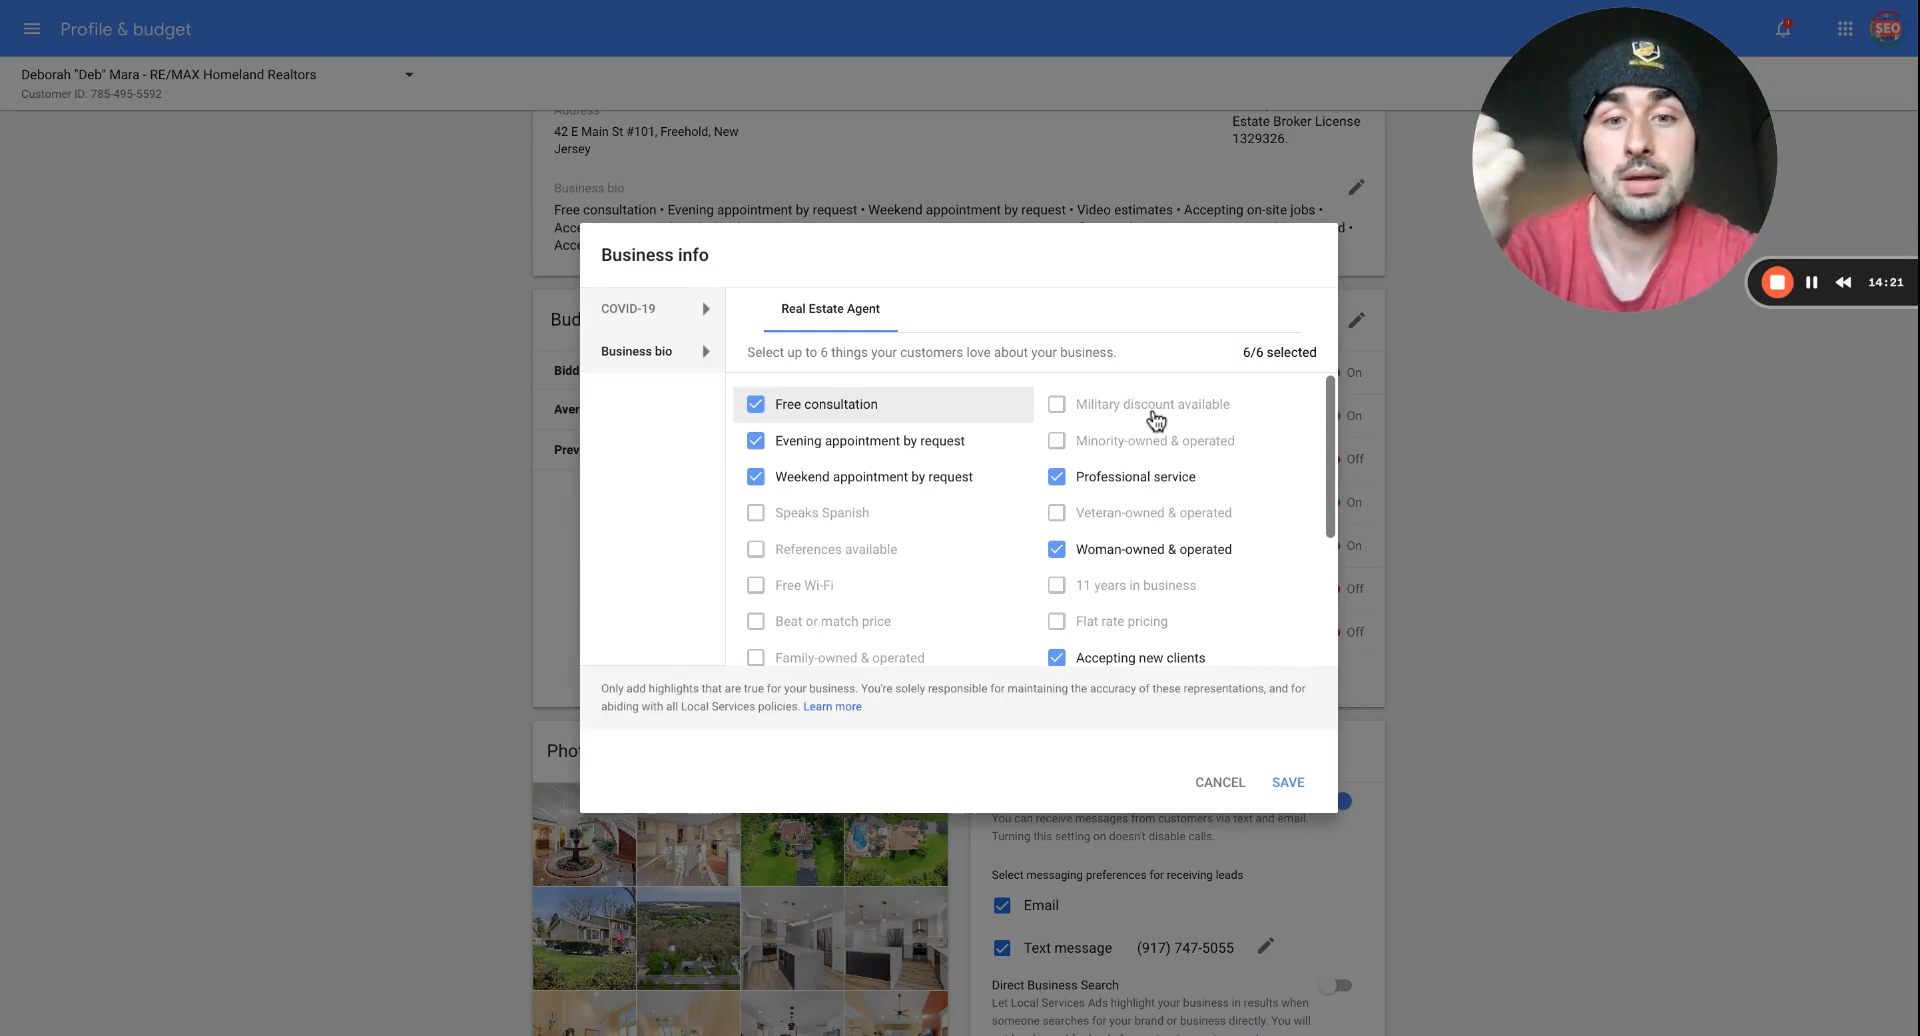 Profile & budget
SEO
Deborah "Deb" Mara - RE/MAX Homeland Realtors
Customer ID: 785-495-5592
Address
42 E Main St #101, Freehold, New
Jersey
Estate Broker License
1329326.
Business bio
Free consultation • Evening appointment by request • Weekend appointment by request • Video estimates • Accepting on-site jobs •
14:21
Business info
COVID-19
Business bio
Real Estate Agent
Select up to 6 things your customers love about your business.
6/6 selected
Free consultation
Military discount available
Evening appointment by request
Minority-owned & operated
Weekend appointment by request
Professional service
Speaks Spanish
Veteran-owned & operated
References available
Woman-owned & operated
Free Wi-Fi
11 years in business
Beat or match price
Flat rate pricing
Family-owned & operated
Accepting new clients
On
On
Off
On
On
Off
Off
Only add highlights that are true for your business. You're solely responsible for maintaining the accuracy of these representations, and for
abiding with all Local Services policies. Learn more
CANCEL SAVE
You can receive messages from customers via text and email.
Turning this setting on doesn't disable calls.
Select messaging preferences for receiving leads
Email
Text message (917) 747-5055
Direct Business Search
Let Local Services Ads highlight your business in results when
someone searches for your brand or business directly. You will